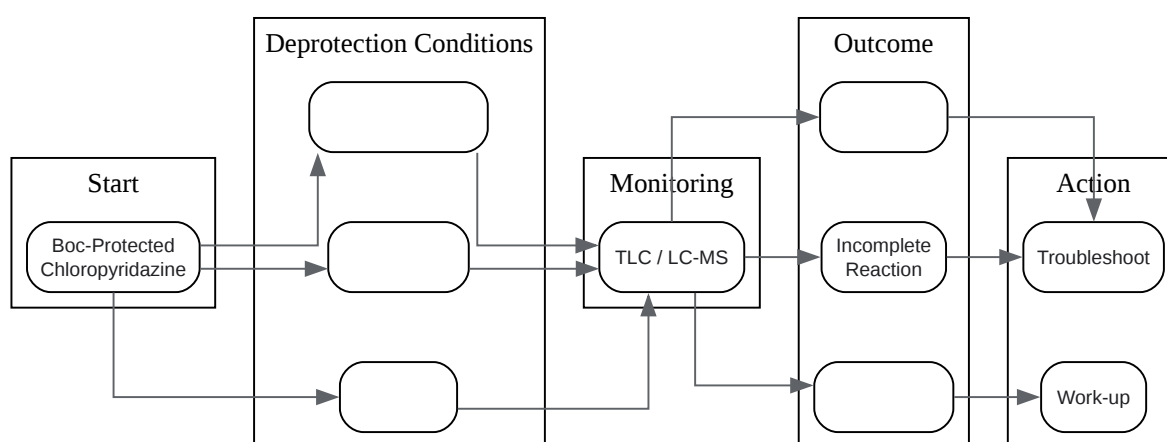 Deprotection Conditions
Outcome
Start
Monitoring
Action
Boc-Protected
Chloropyridazine
TLC / LC-MS
Incomplete
Reaction
Troubleshoot
Work-up